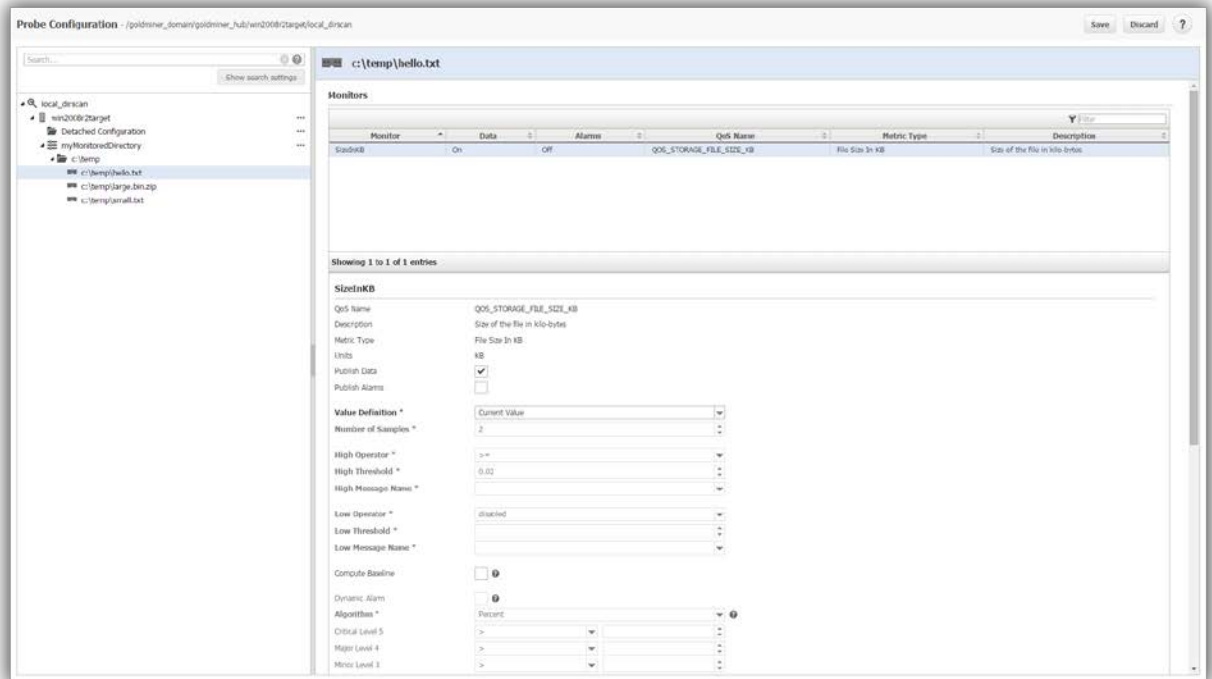 Probe Configuration - /goldminer_domain/goldminer_hub/win2008r2target/local_dirscan
Save
Discard
?
Search...
Show search settings
local_dirscan
win2008r2target
Detached Configuration
myMonitoredDirectory
c:\temp
c:\temp\hello.txt
c:\temp\large.bin.zip
c:\temp\small.txt
c:\temp\hello.txt
Monitors
Filter
Monitor Data Alarms QoS Name Metric Type Description
SizeInKB On Off QOS_STORAGE_FILE_SIZE_KB File Size In KB Size of the file in kilo-bytes
Showing 1 to 1 of 1 entries
SizeInKB
QoS Name QOS_STORAGE_FILE_SIZE_KB
Description Size of the file in kilo-bytes
Metric Type File Size In KB
Units KB
Publish Data
Publish Alarms
Value Definition * Current Value
Number of Samples * 2
High Operator * >=
High Threshold * 0.02
High Message Name *
Low Operator * disabled
Low Threshold *
Low Message Name *
Compute Baseline
Dynamic Alarm
Algorithm * Percent
Critical Level 5 >
Major Level 4 >
Minor Level 3 >